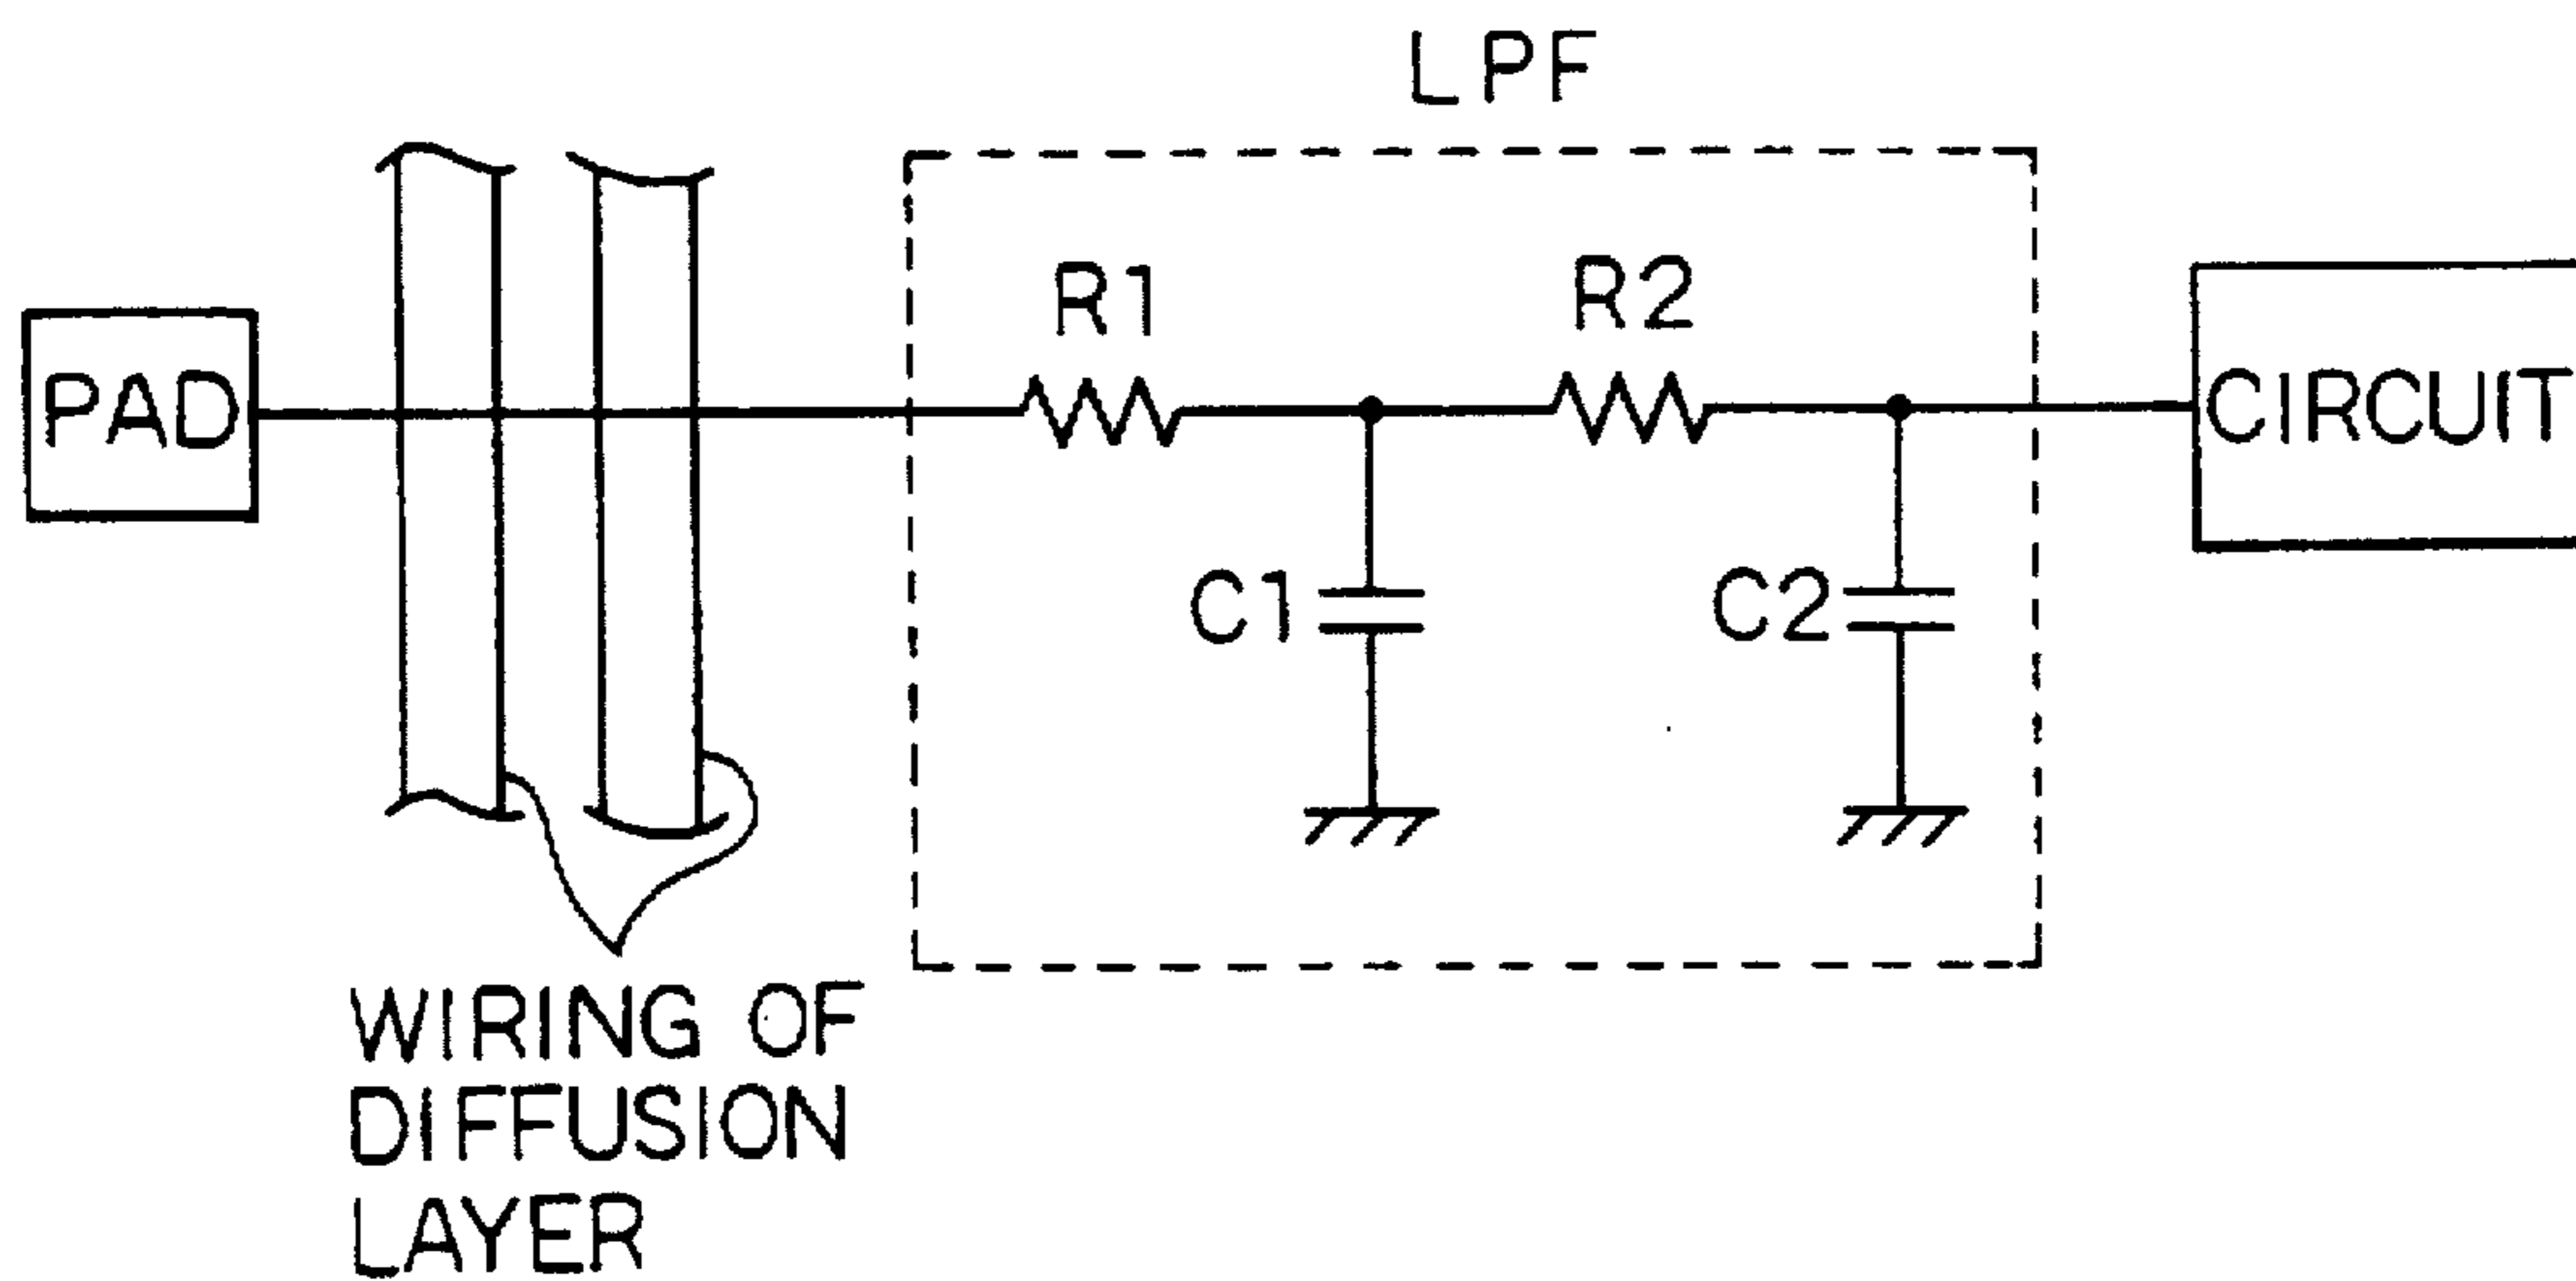 LPF
R1
R2
PAD
CIRCUIT
C1
C2
WIRING OF
DIFFUSION
LAYER